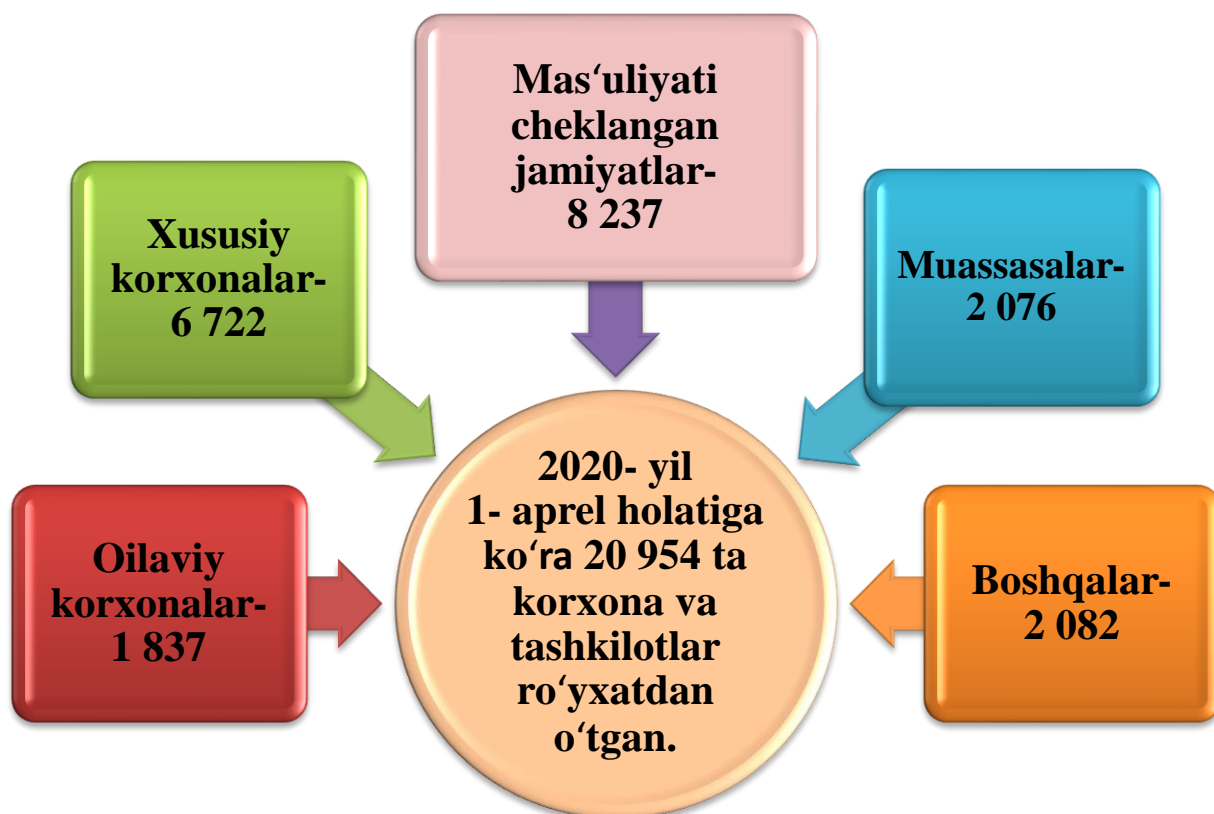 Mas‘uliyati
cheklangan
jamiyatlar-
8 237
Xususiy
korxonalar-
6 722
Muassasalar-
2 076
Oilaviy
korxonalar-
1 837
2020- yil
1- aprel holatiga
ko‘ra 20 954 ta
korxona va
tashkilotlar
ro‘yxatdan
o‘tgan.
Boshqalar-
2 082